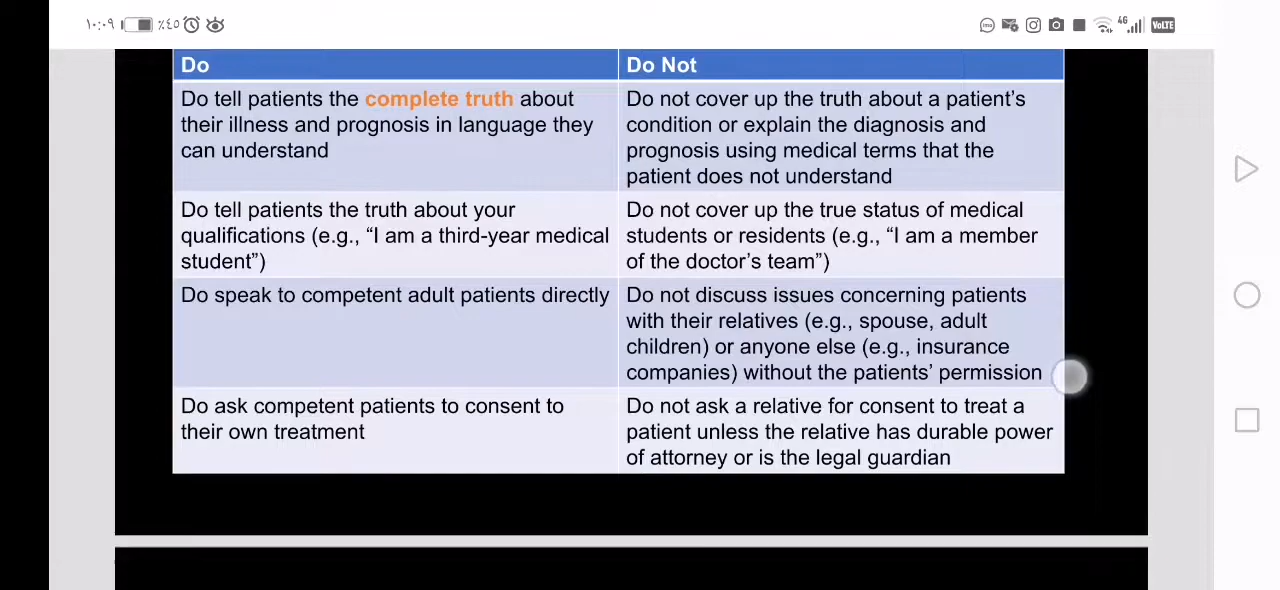 ١٠:٠٩
٪٤٥
4G
VoLTE
Do
Do Not
Do tell patients the complete truth about
their illness and prognosis in language they
can understand
Do not cover up the truth about a patient's
condition or explain the diagnosis and
prognosis using medical terms that the
patient does not understand
Do tell patients the truth about your
qualifications (e.g., “I am a third-year medical
student”)
Do not cover up the true status of medical
students or residents (e.g., “I am a member
of the doctor's team”)
Do speak to competent adult patients directly
Do not discuss issues concerning patients
with their relatives (e.g., spouse, adult
children) or anyone else (e.g., insurance
companies) without the patients' permission
Do ask competent patients to consent to
their own treatment
Do not ask a relative for consent to treat a
patient unless the relative has durable power
of attorney or is the legal guardian